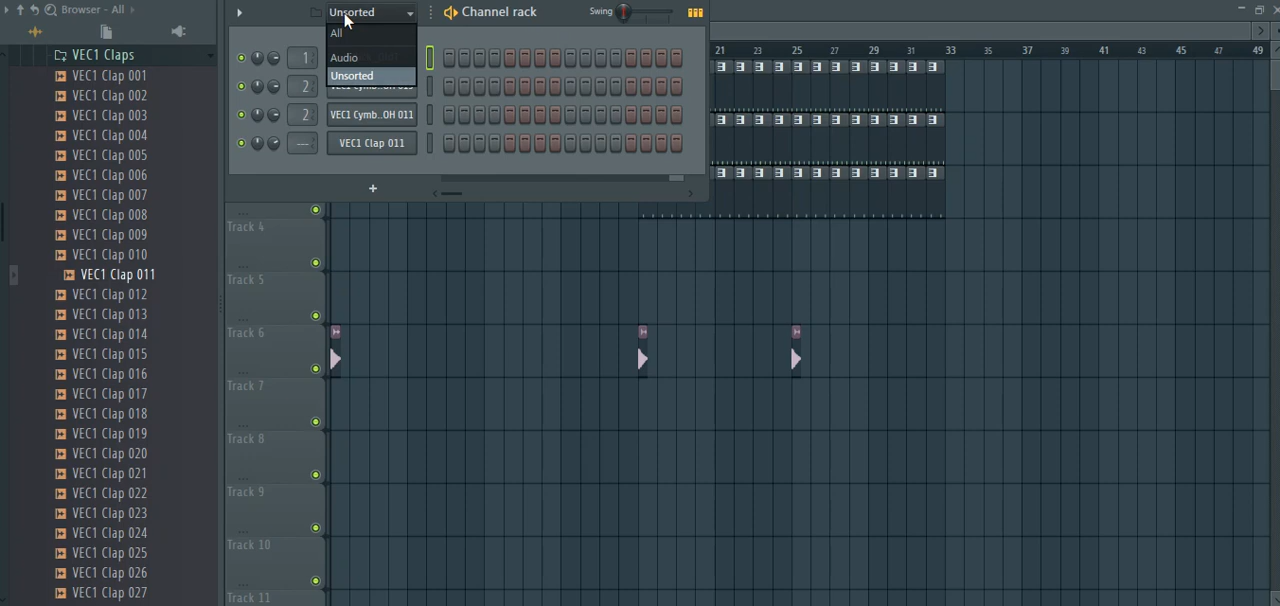 Browser - All
Unsorted
Channel rack
Swing
All
Audio
Unsorted
1
2
2
VEC1 Cymb..OH 011
---
VEC1 Clap 011
+
21 23 25 27 29 31 33 35 37 39 41 43 45 47 49
VEC1 Claps
VEC1 Clap 001
VEC1 Clap 002
VEC1 Clap 003
VEC1 Clap 004
VEC1 Clap 005
VEC1 Clap 006
VEC1 Clap 007
VEC1 Clap 008
VEC1 Clap 009
VEC1 Clap 010
VEC1 Clap 011
VEC1 Clap 012
VEC1 Clap 013
VEC1 Clap 014
VEC1 Clap 015
VEC1 Clap 016
VEC1 Clap 017
VEC1 Clap 018
VEC1 Clap 019
VEC1 Clap 020
VEC1 Clap 021
VEC1 Clap 022
VEC1 Clap 023
VEC1 Clap 024
VEC1 Clap 025
VEC1 Clap 026
VEC1 Clap 027
Track 4
Track 5
Track 6
Track 7
Track 8
Track 9
Track 10
Track 11